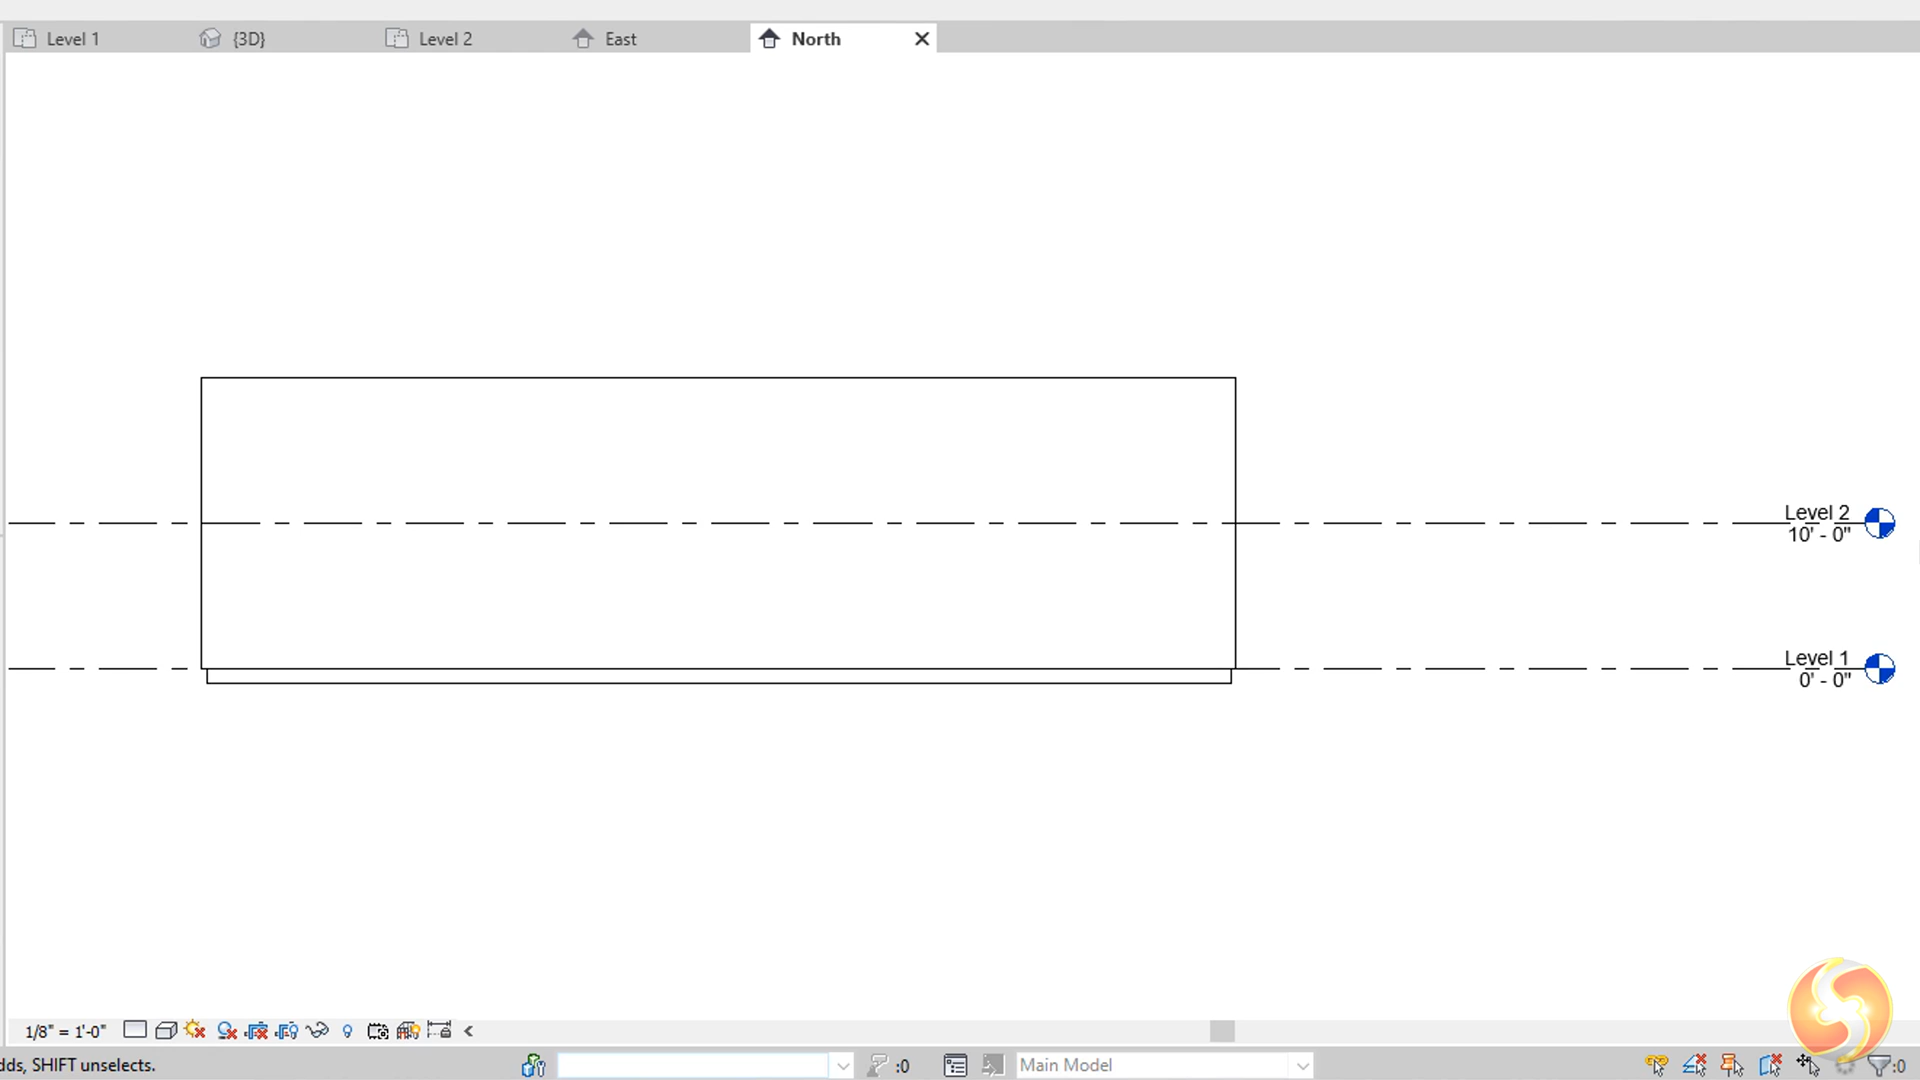 Level 1
{3D}
Level 2
East
North
Level 2
10' - 0"
Level 1
0' - 0"
1/8" = 1'-0"
dds, SHIFT unselects.
:0
Main Model
:0